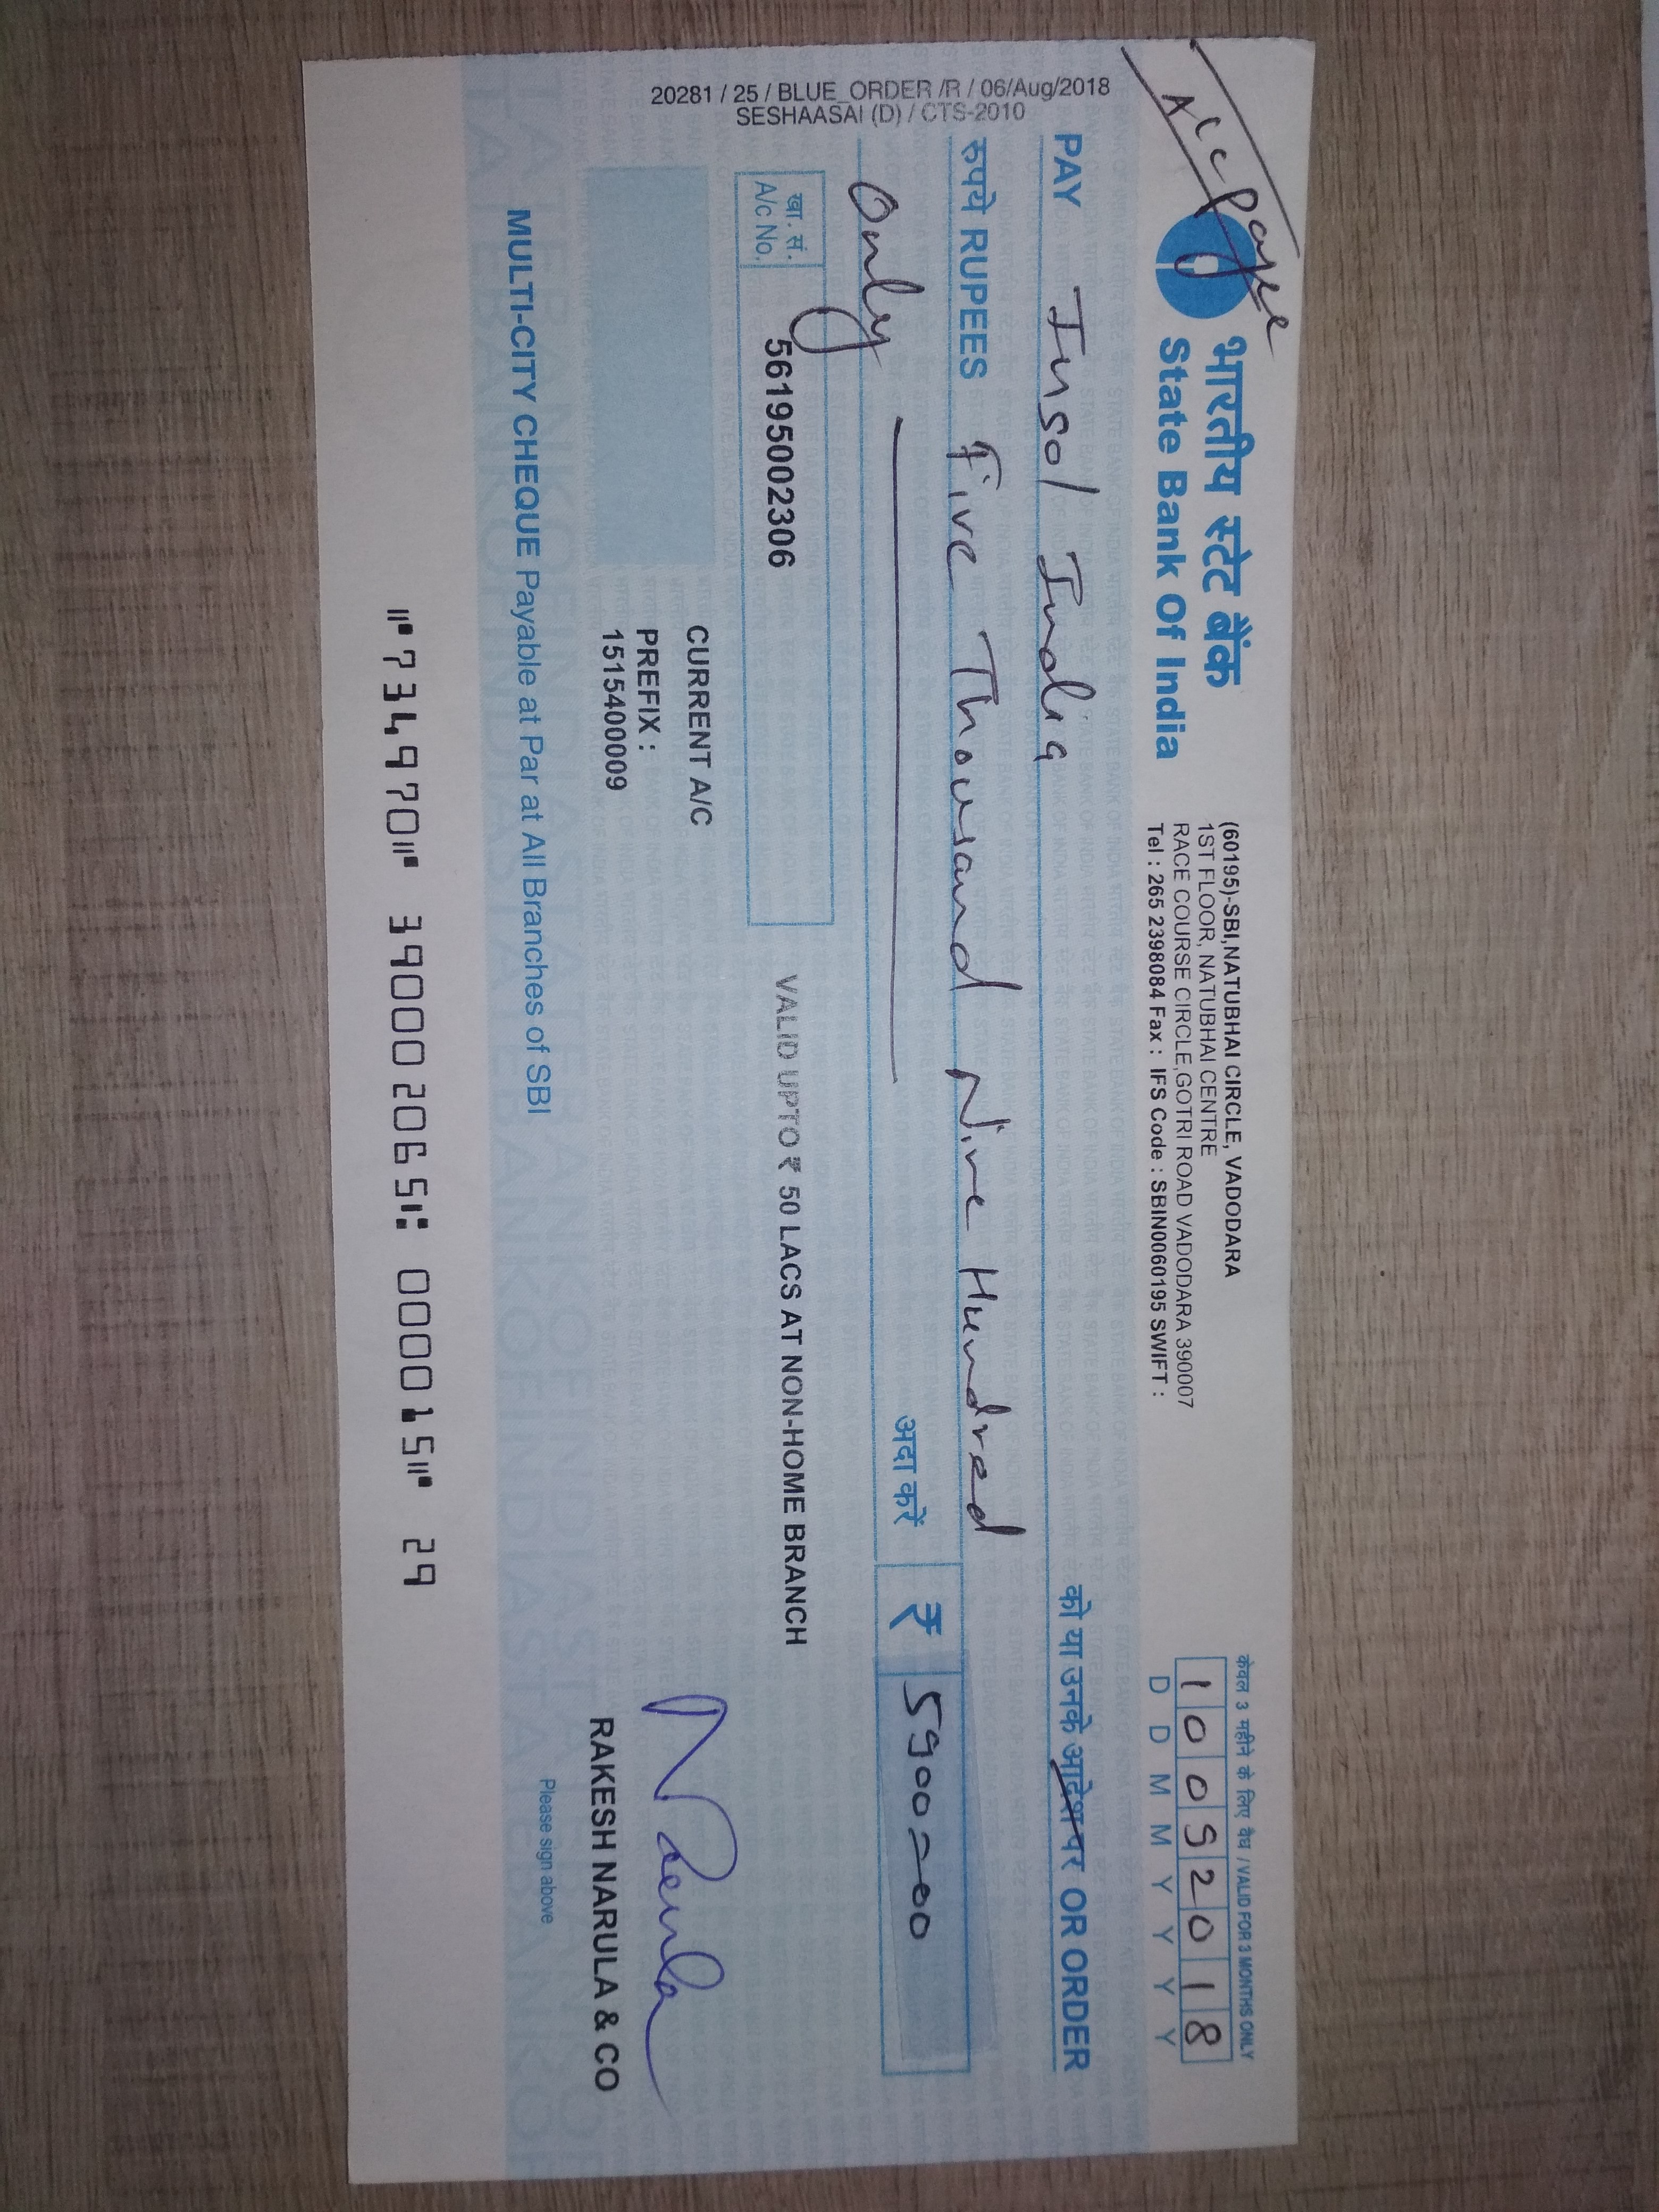 A/c Payee
भारतीय स्टेट बैंक
State Bank Of India
(60195)-SBI,NATUBHAI CIRCLE, VADODARA
1ST FLOOR, NATUBHAI CENTRE
RACE COURSE CIRCLE,GOTRI ROAD VADODARA 390007
Tel : 265 2398084 Fax : IFS Code : SBIN0060195 SWIFT :
केवल 3 महीने के लिए वैध / VALID FOR 3 MONTHS ONLY
1 0 0 9 2 0 1 8
D D M M Y Y Y Y
PAY Insol India को या उनके आदेश पर OR ORDER
रुपये RUPEES Five Thousand Nine Hundred
Only अदा करें ₹ 5900=00
खा. सं.
A/c No. 56195002306
VALID UPTO ₹ 50 LACS AT NON-HOME BRANCH
CURRENT A/C
PREFIX :
1515400009
Narula
RAKESH NARULA & CO
Please sign above
MULTI-CITY CHEQUE Payable at Par at All Branches of SBI
⑈734970⑈ 390002065⑆ 000015⑈ 29
20281 / 25 / BLUE_ORDER /R / 06/Aug/2018
SESHAASAI (D) / CTS-2010